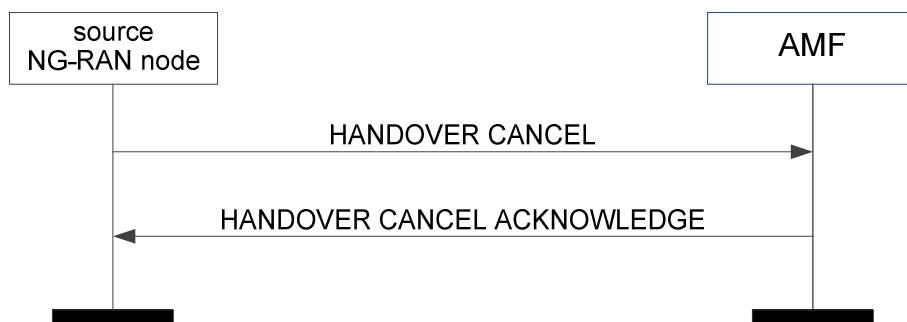 source
NG-RAN node
AMF
HANDOVER CANCEL
HANDOVER CANCEL ACKNOWLEDGE